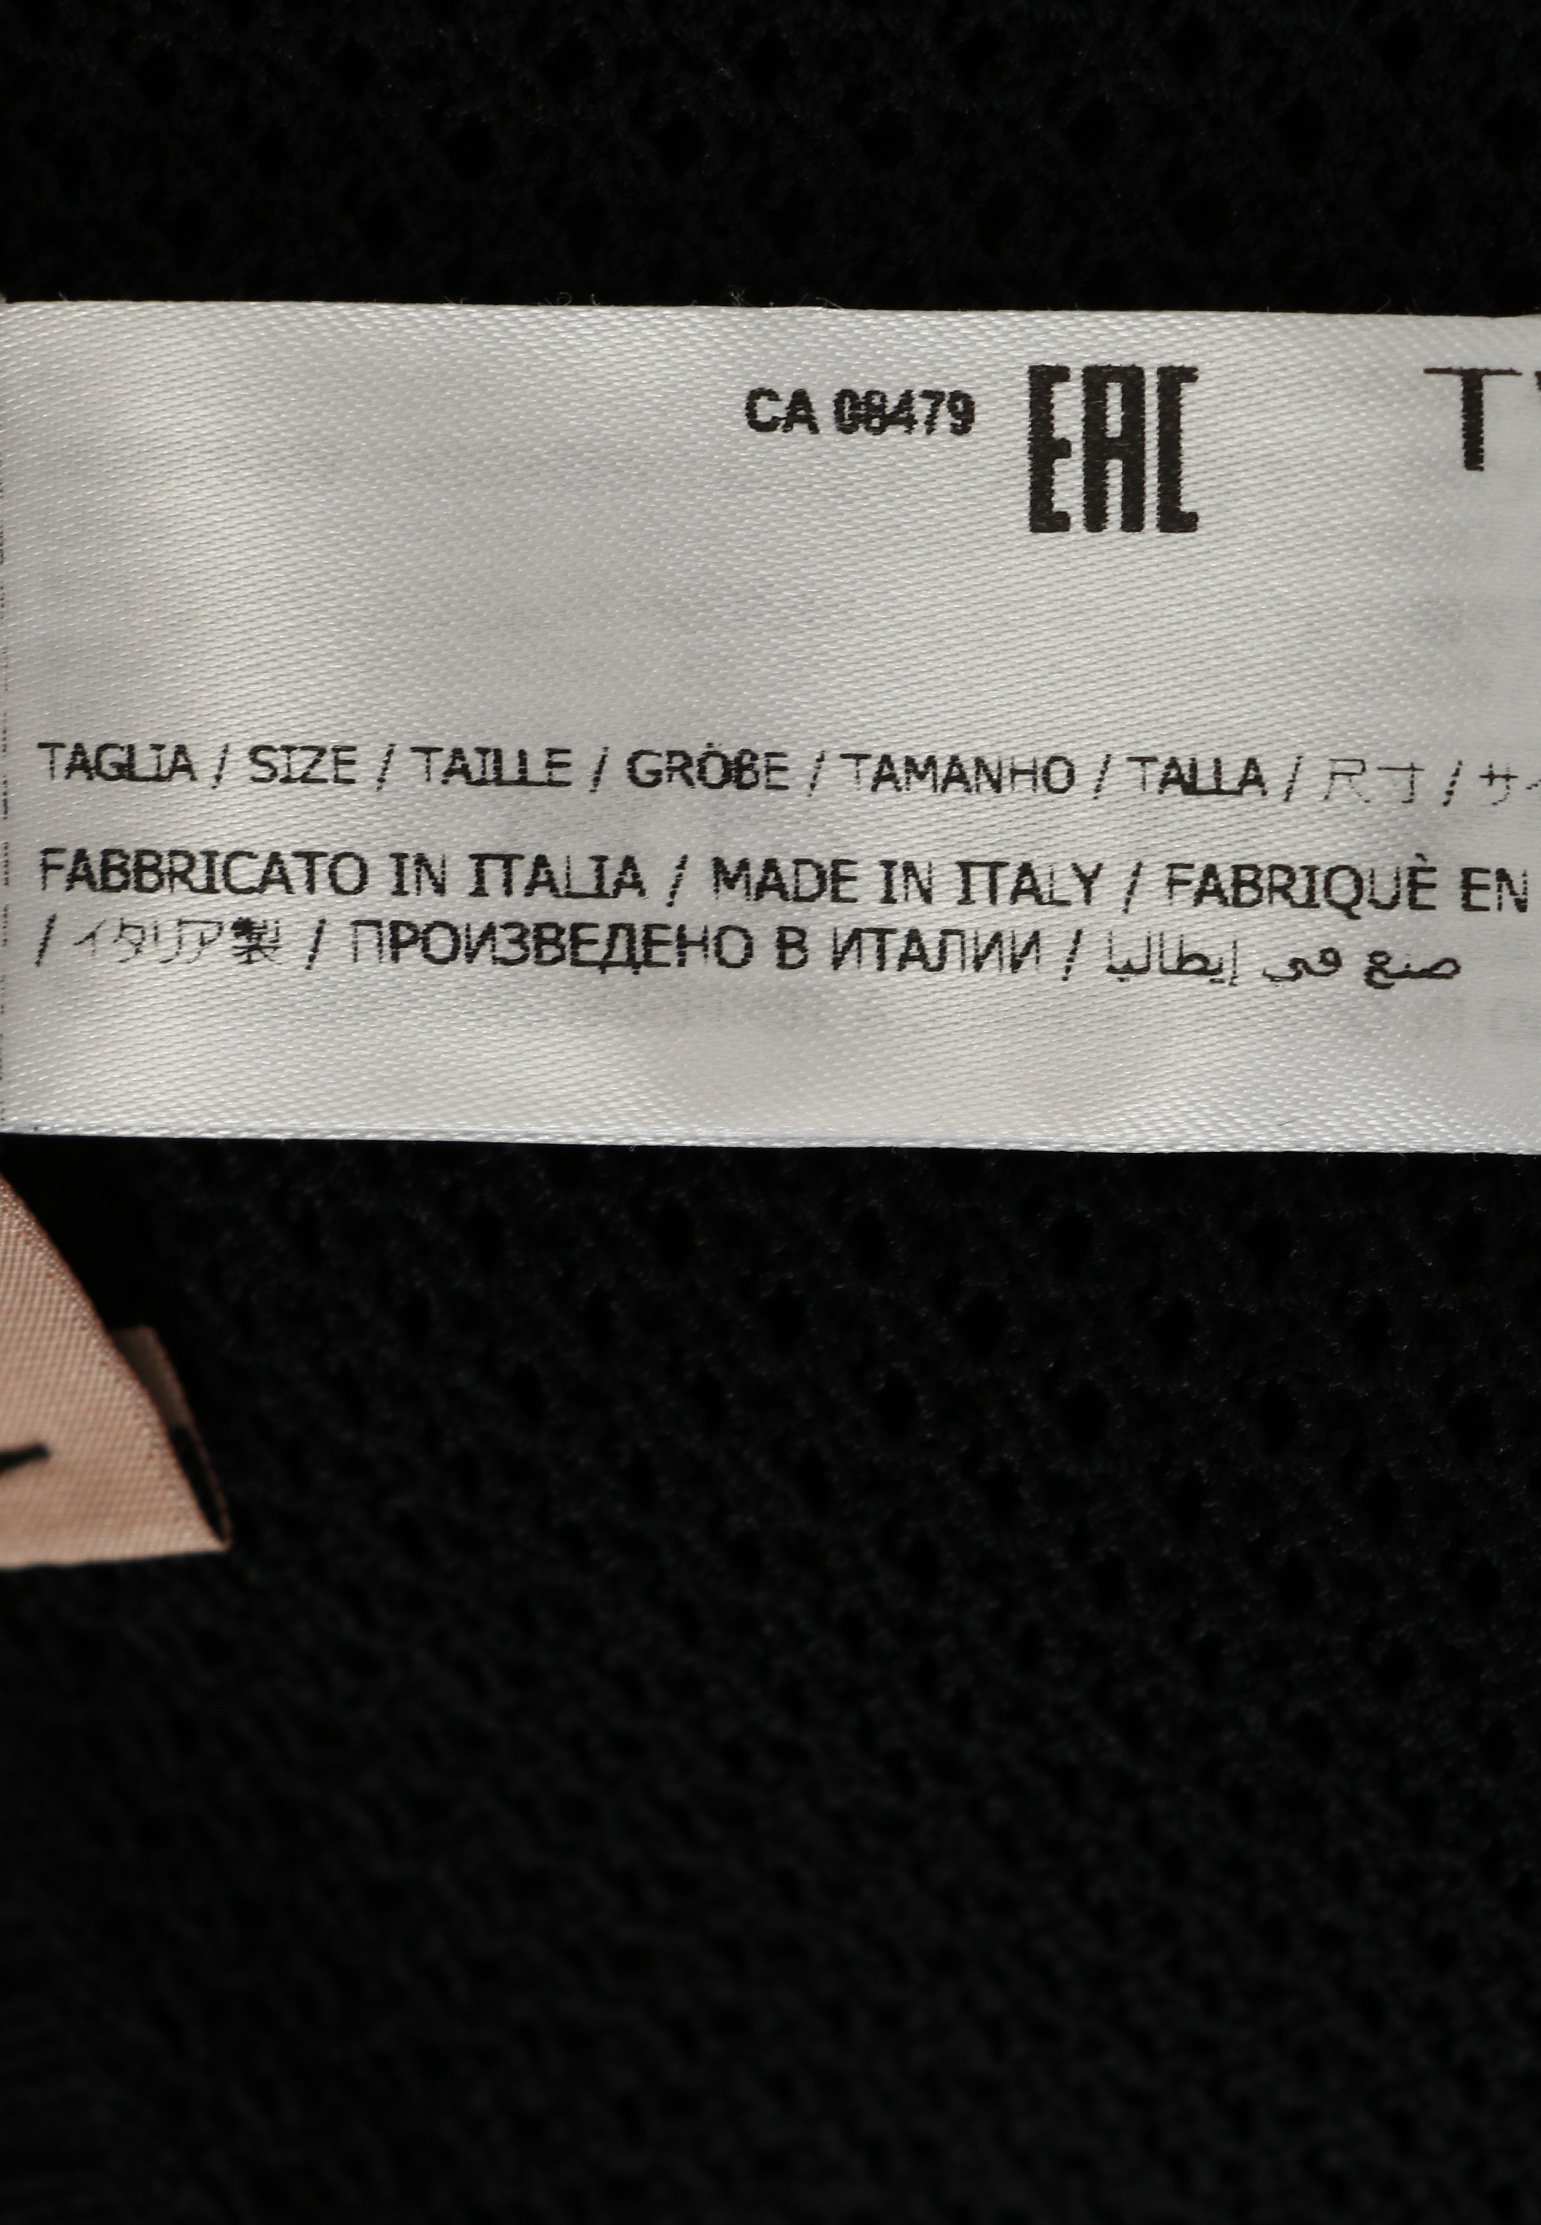 CA 08479 EAC
TAGLIA / SIZE / TAILLE / GRÖBE / TAMANHO / TALLA / 尺寸 /
FABBRICATO IN ITALIA / MADE IN ITALY / FABRIQUÈ EN
/ イタリア製 / ПРОИЗВЕДЕНО В ИТАЛИИ / صنع في إيطاليا